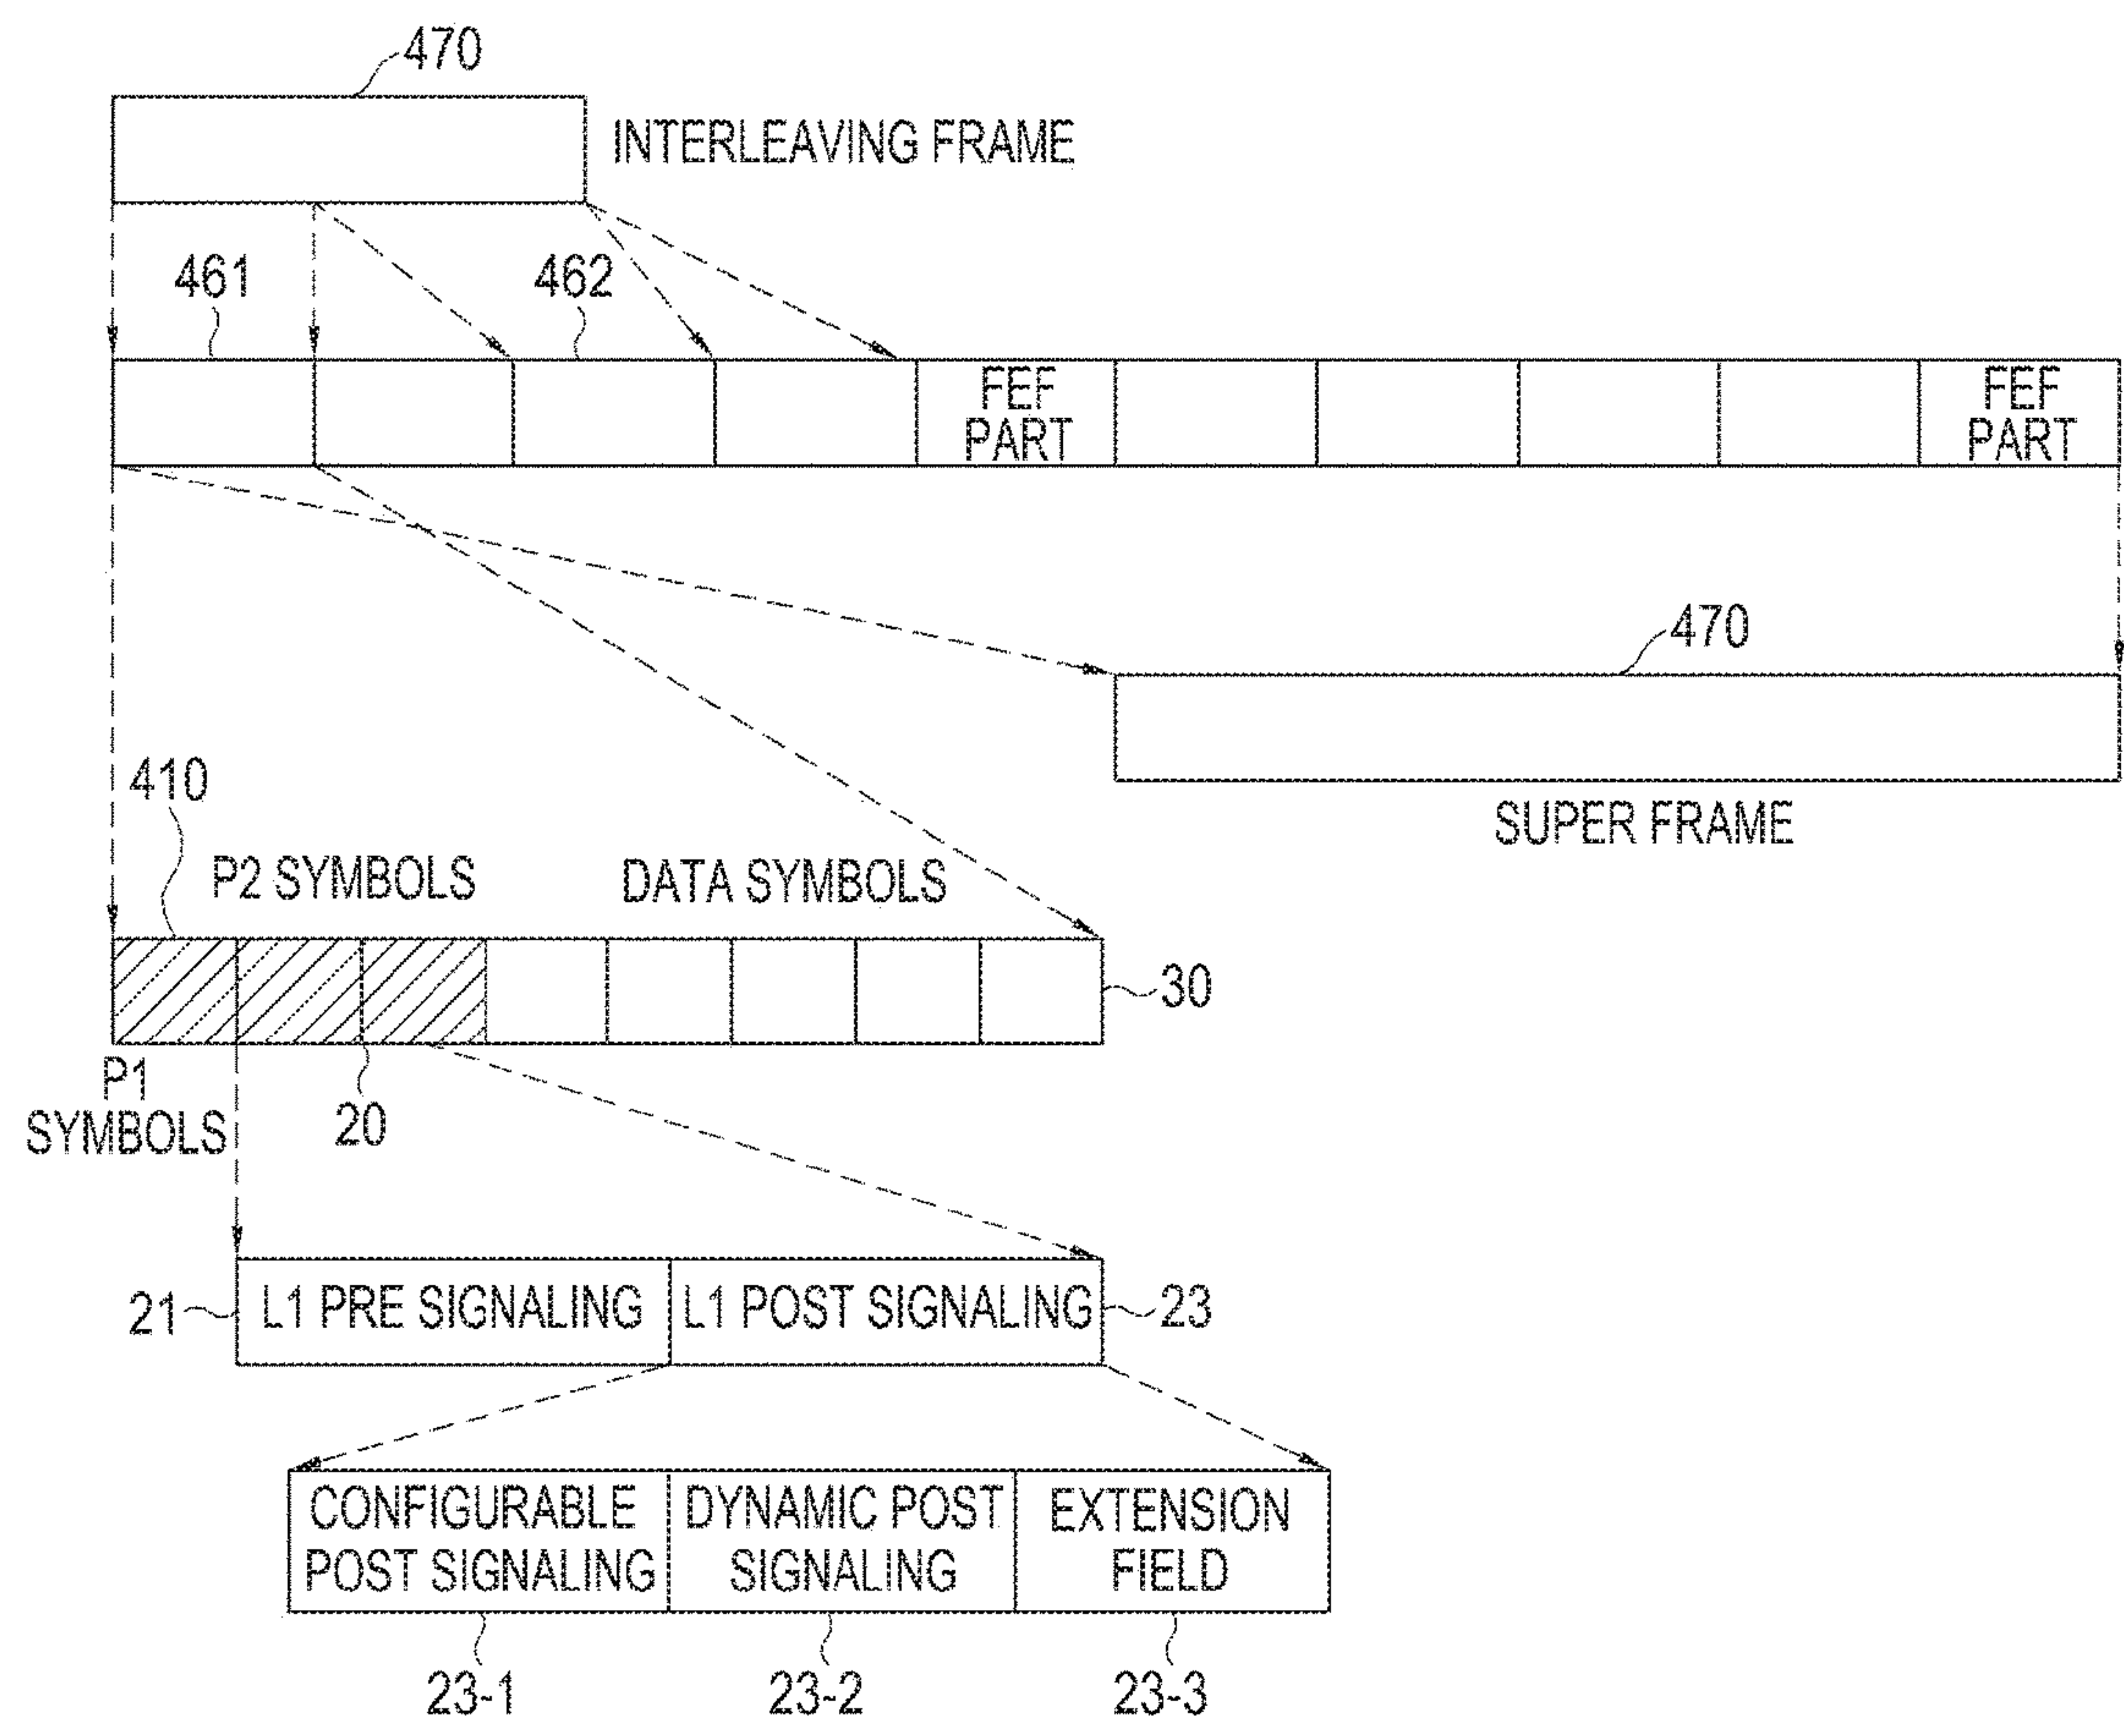 470
INTERLEAVING FRAME
461
462
FEF
PART
FEF
PART
470
SUPER FRAME
410
P2 SYMBOLS
DATA SYMBOLS
30
P1
SYMBOLS
20
21
L1 PRE SIGNALING
L1 POST SIGNALING
23
CONFIGURABLE
POST SIGNALING
DYNAMIC POST
SIGNALING
EXTENSION
FIELD
23-1
23-2
23-3